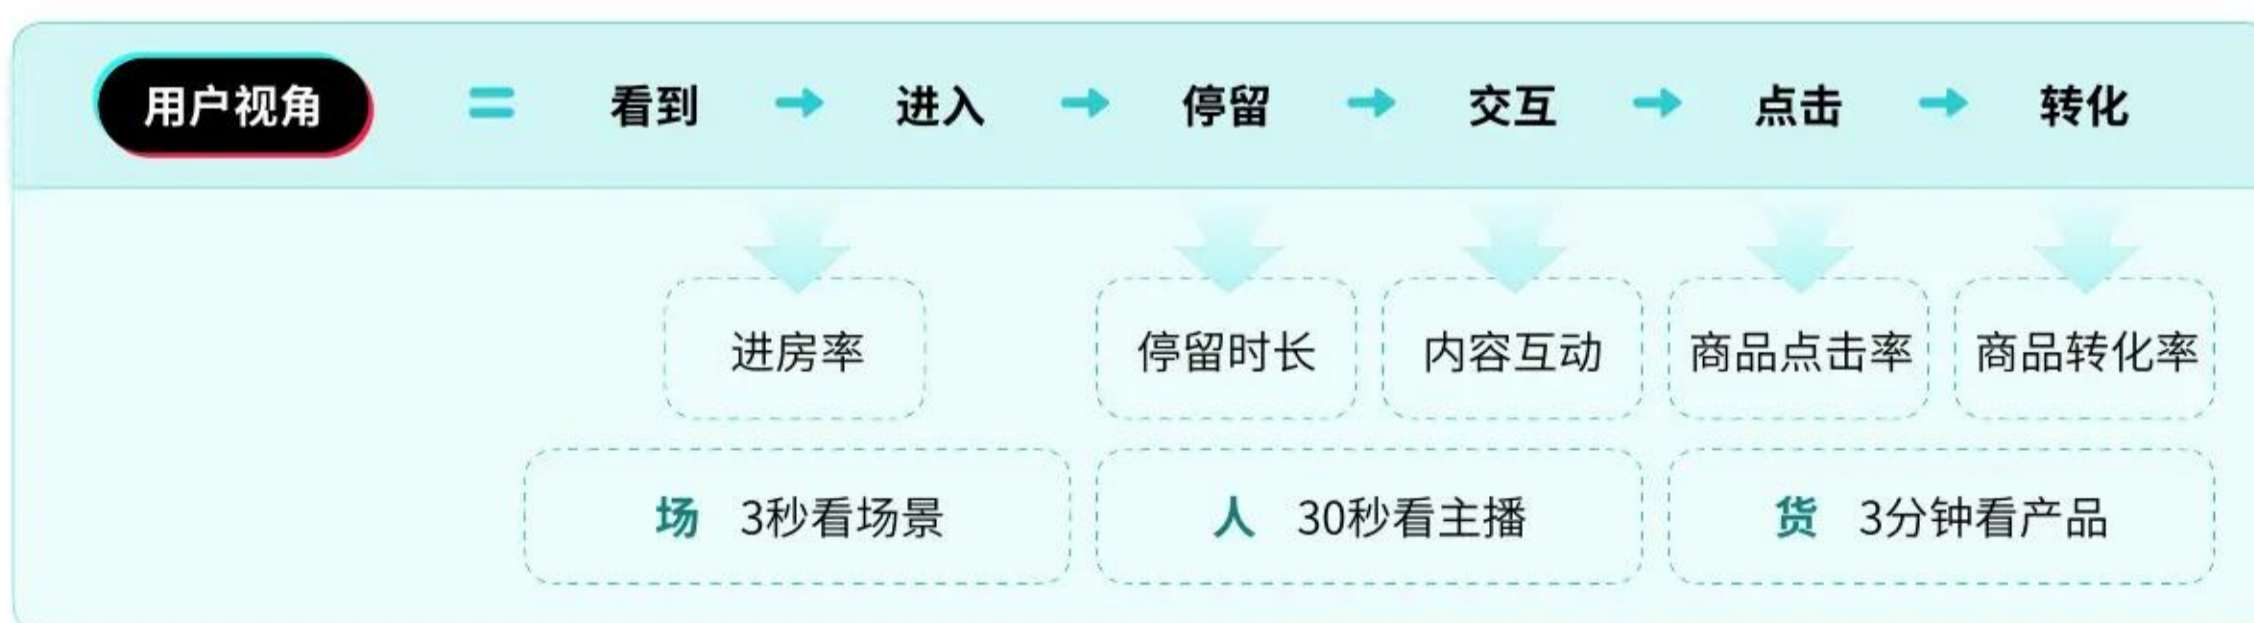 用户视角 = 看到 → 进入 → 停留 → 交互 → 点击 → 转化
进房率 停留时长 内容互动 商品点击率 商品转化率
场 3秒看场景 人 30秒看主播 货 3分钟看产品